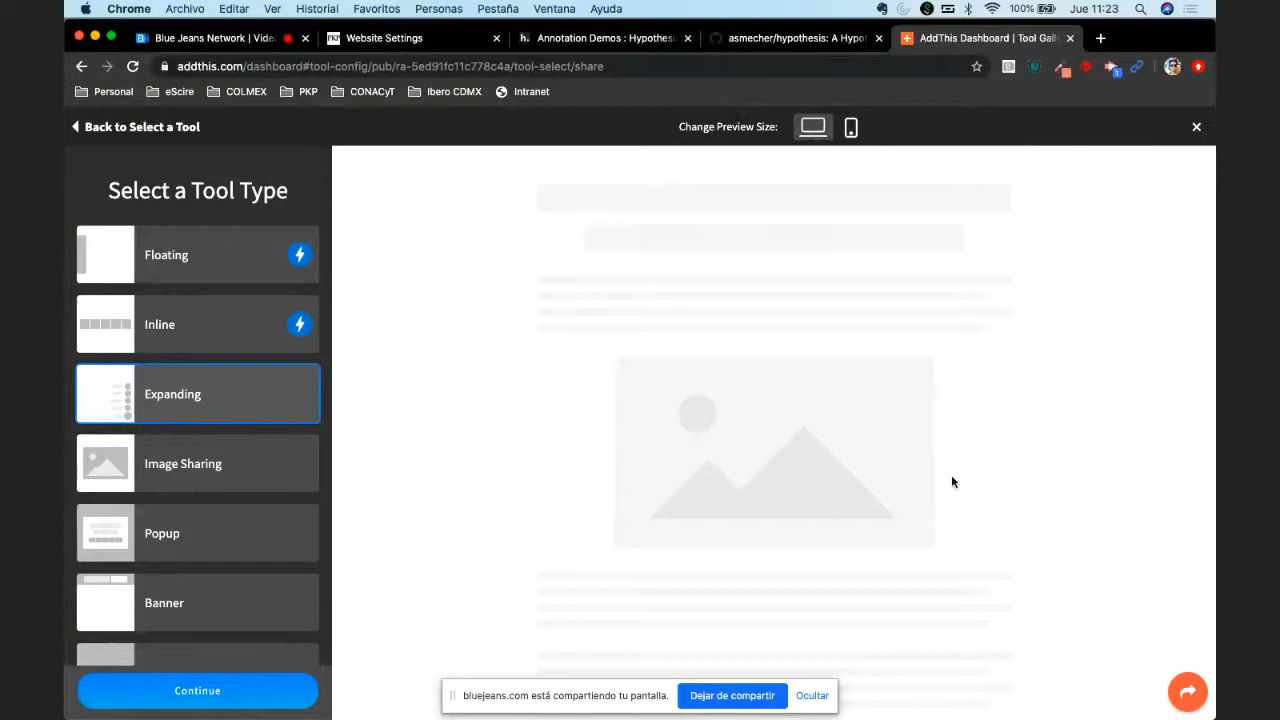 Chrome Archivo Editar Ver Historial Favoritos Personas Pestaña Ventana Ayuda 100% Jue 11:23
Blue Jeans Network | Vide
PKP Website Settings
h. Annotation Demos : Hypothes
asmecher/hypothesis: A Hypot
AddThis Dashboard | Tool Gall
addthis.com/dashboard#tool-config/pub/ra-5ed91fc11c778c4a/tool-select/share
Personal eScire COLMEX PKP CONACyT Ibero CDMX Intranet
Back to Select a Tool
Change Preview Size:
Select a Tool Type
Floating
Inline
Expanding
Image Sharing
Popup
Banner
Continue
bluejeans.com está compartiendo tu pantalla. Dejar de compartir Ocultar